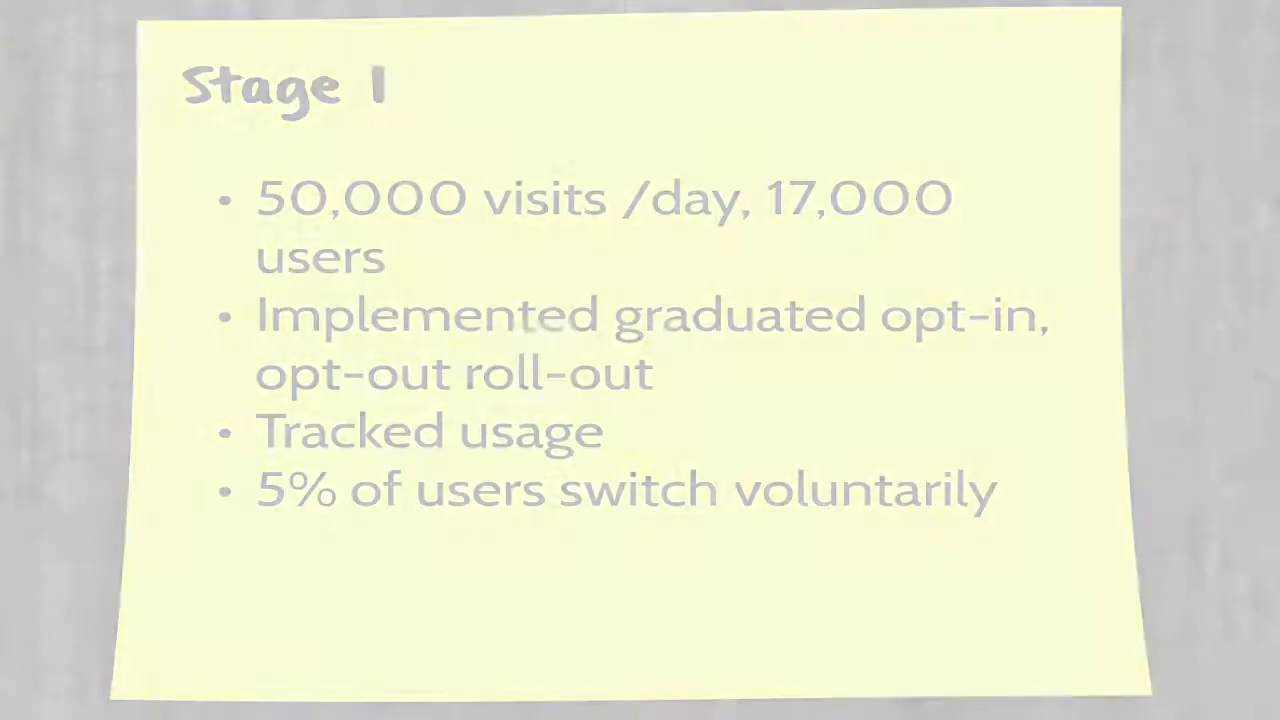 Stage 1
• 50,000 visits /day, 17,000
users
• Implemented graduated opt-in,
opt-out roll-out
• Tracked usage
• 5% of users switch voluntarily